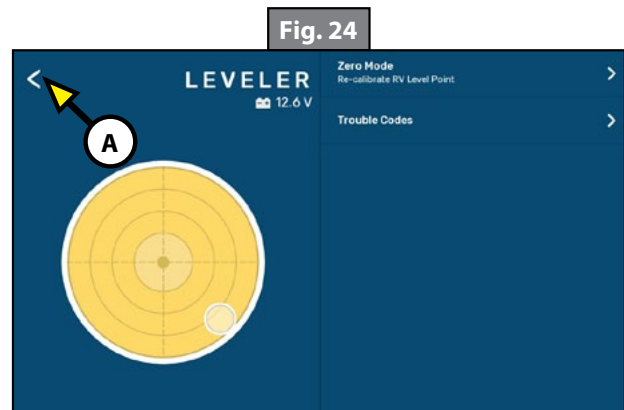 Fig. 24
LEVELER
12.6 V
A
Zero Mode
Re-calibrate RV Level Point
Trouble Codes